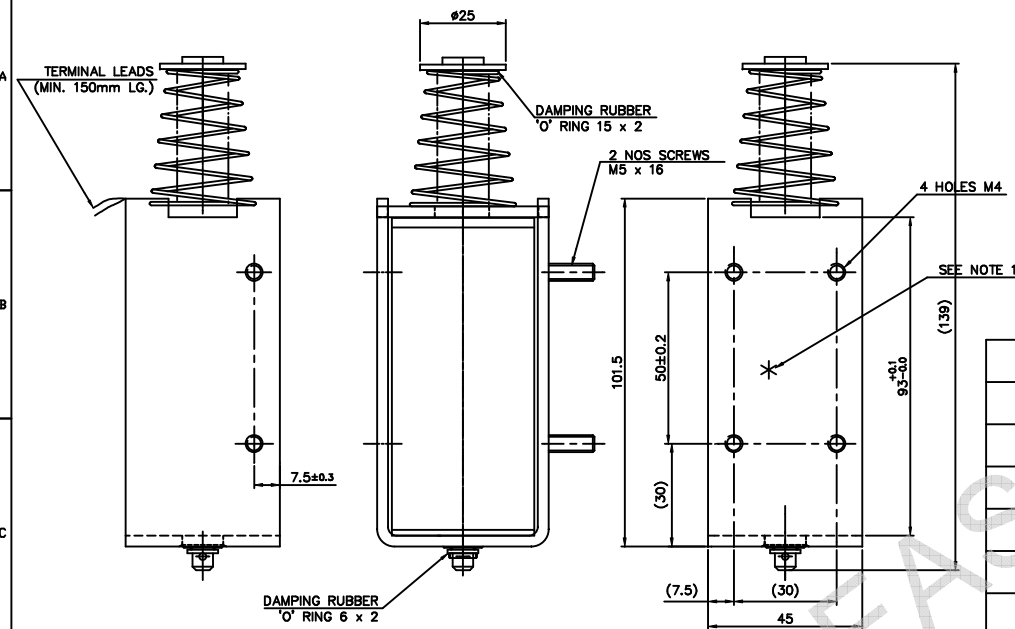 A
ø25
TERMINAL LEADS
(MIN. 150mm LG.)
DAMPING RUBBER
'O' RING 15 x 2
2 NOS SCREWS
M5 x 16
4 HOLES M4
SEE NOTE 1
B
(139)
101.5
50±0.2
+0.1
93-0.0
7.5±0.3
(30)
C
DAMPING RUBBER
'O' RING 6 x 2
(7.5)
(30)
45
EAS